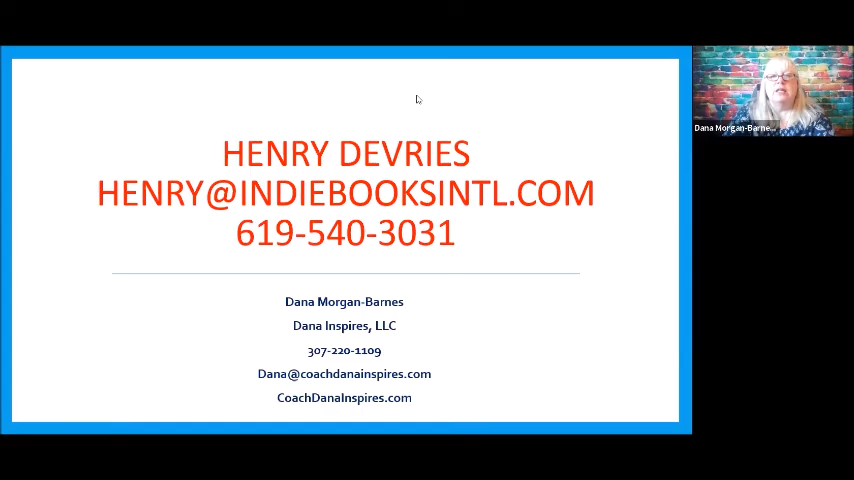 HENRY DEVRIES
HENRY@INDIEBOOKSINTL.COM
619-540-3031
Dana Morgan-Barnes
Dana Inspires, LLC
307-220-1109
Dana@coachdanainspires.com
CoachDanaInspires.com
Dana Morgan-Barne...